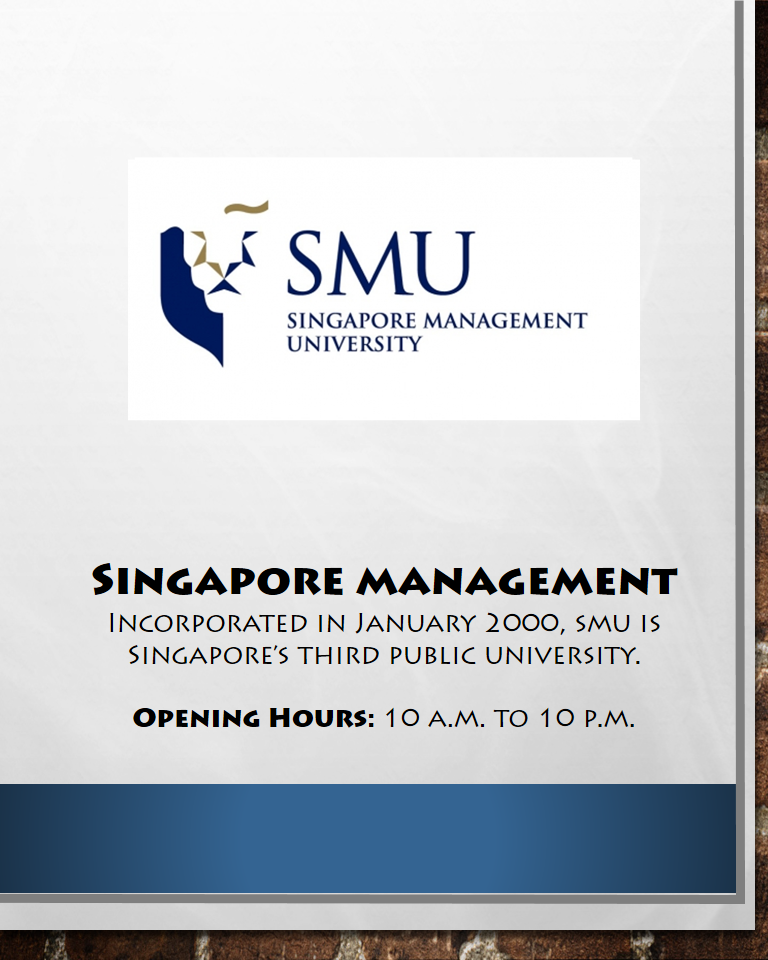 SMU
SINGAPORE MANAGEMENT
UNIVERSITY
SINGAPORE MANAGEMENT
INCORPORATED IN JANUARY 2000, SMU IS
SINGAPORE'S THIRD PUBLIC UNIVERSITY.
OPENING HOURS: 10 A.M. TO 10 P.M.